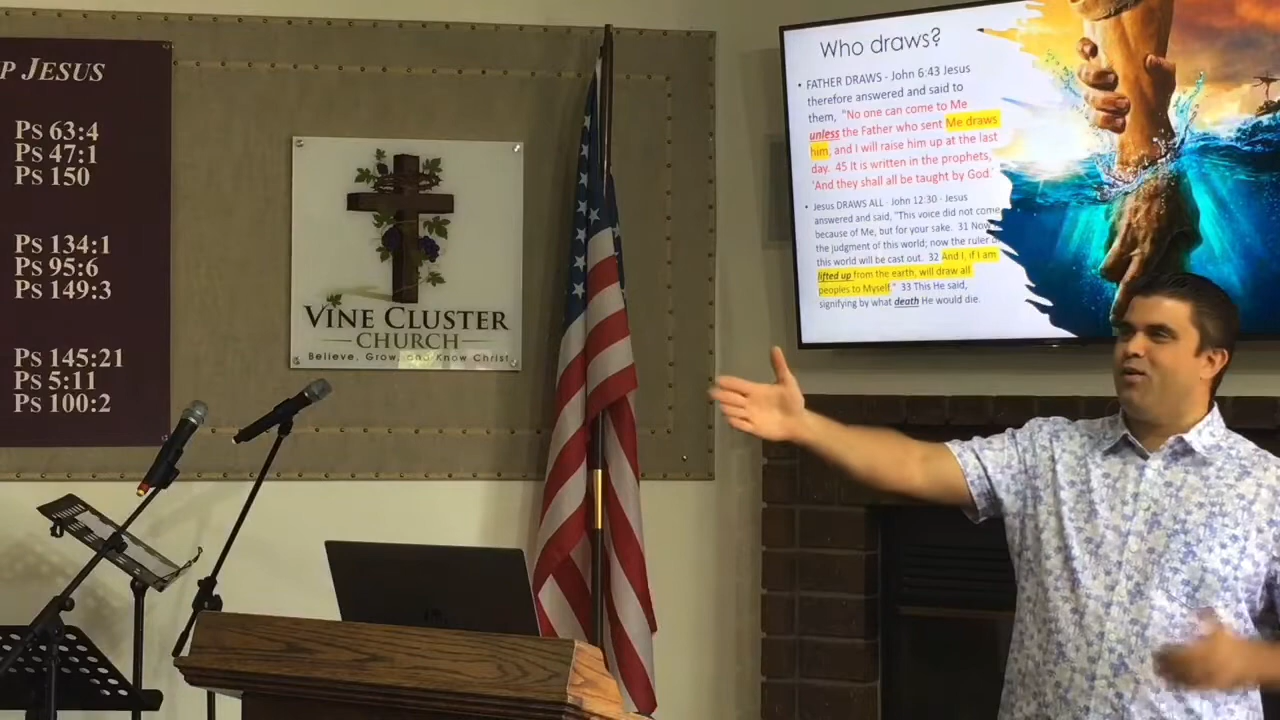 P JESUS
PS 63:4
PS 47:1
PS 150
PS 134:1
PS 95:6
PS 149:3
PS 145:21
PS 5:11
PS 100:2
VINE CLUSTER
CHURCH
Believe, Grow, and Know Christ
Who draws?
• FATHER DRAWS - John 6:43 Jesus
therefore answered and said to
them, "No one can come to Me
unless the Father who sent Me draws
him; and I will raise him up at the last
day. 45 It is written in the prophets,
'And they shall all be taught by God.'
• Jesus DRAWS ALL - John 12:30 - Jesus
answered and said, "This voice did not come
because of Me, but for your sake. 31 Now
the judgment of this world; now the ruler
this world will be cast out. 32 And I, if I am
lifted up from the earth, will draw all
peoples to Myself." 33 This He said,
signifying by what death He would die.